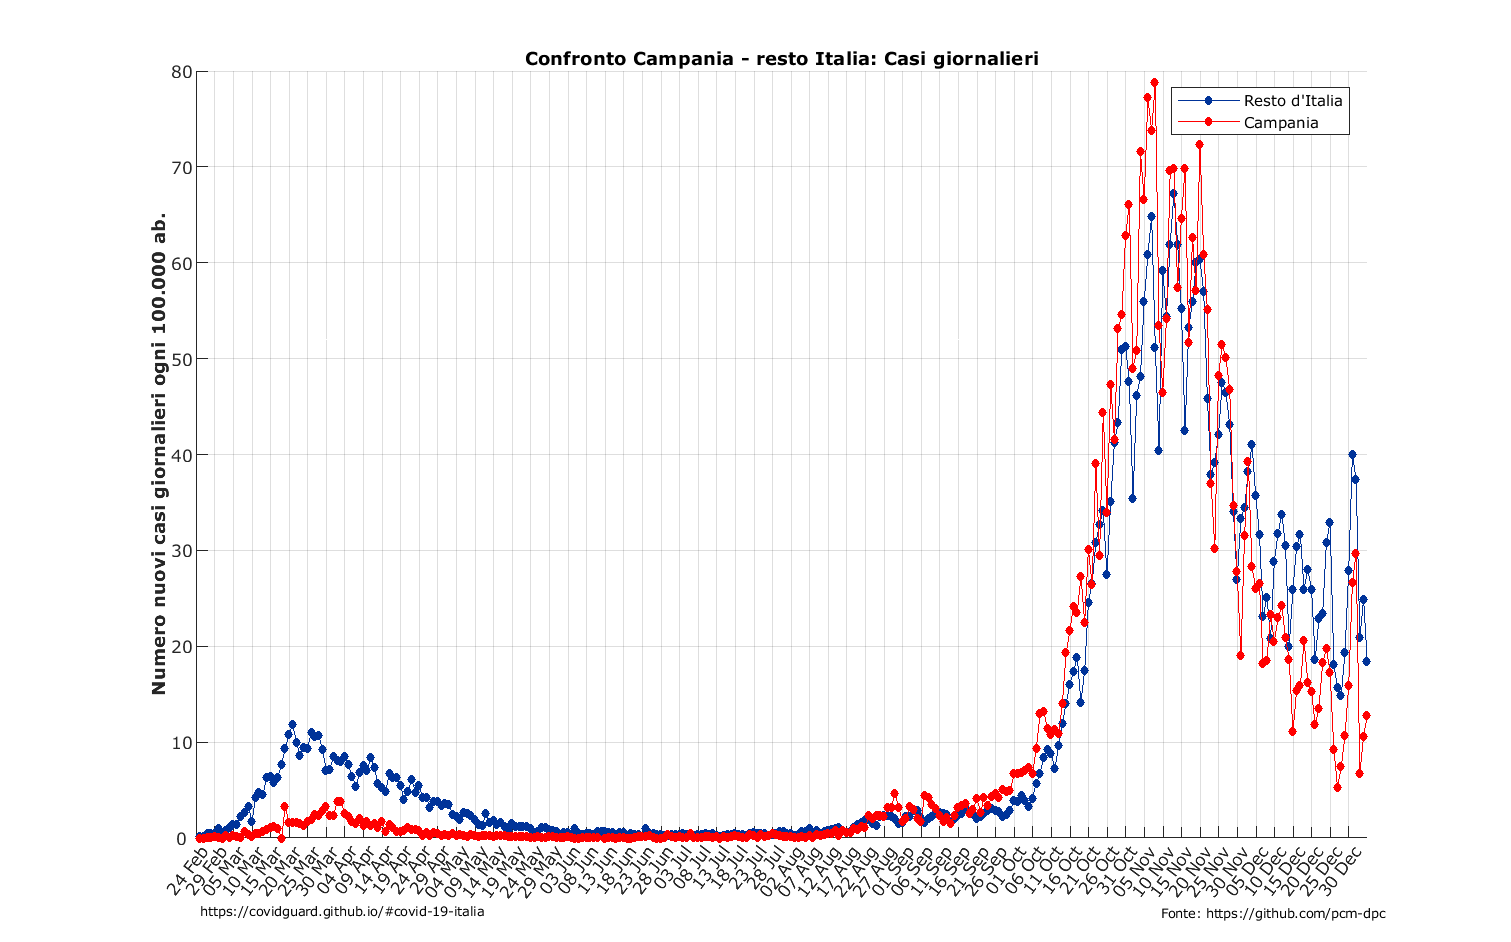 Confronto Campania - resto Italia: Casi giornalieri
Resto d'Italia
Campania
Numero nuovi casi giornalieri ogni 100.000 ab.
80
70
60
50
40
30
20
10
0
24 Feb
29 Feb
05 Mar
10 Mar
15 Mar
20 Mar
25 Mar
30 Mar
04 Apr
09 Apr
14 Apr
19 Apr
24 Apr
29 Apr
04 May
09 May
14 May
19 May
24 May
29 May
03 Jun
08 Jun
13 Jun
18 Jun
23 Jun
28 Jun
03 Jul
08 Jul
13 Jul
18 Jul
23 Jul
28 Jul
02 Aug
07 Aug
12 Aug
17 Aug
22 Aug
27 Aug
01 Sep
06 Sep
11 Sep
16 Sep
21 Sep
26 Sep
01 Oct
06 Oct
11 Oct
16 Oct
21 Oct
26 Oct
31 Oct
05 Nov
10 Nov
15 Nov
20 Nov
25 Nov
30 Nov
05 Dec
10 Dec
15 Dec
20 Dec
25 Dec
30 Dec
https://covidguard.github.io/#covid-19-italia
Fonte: https://github.com/pcm-dpc